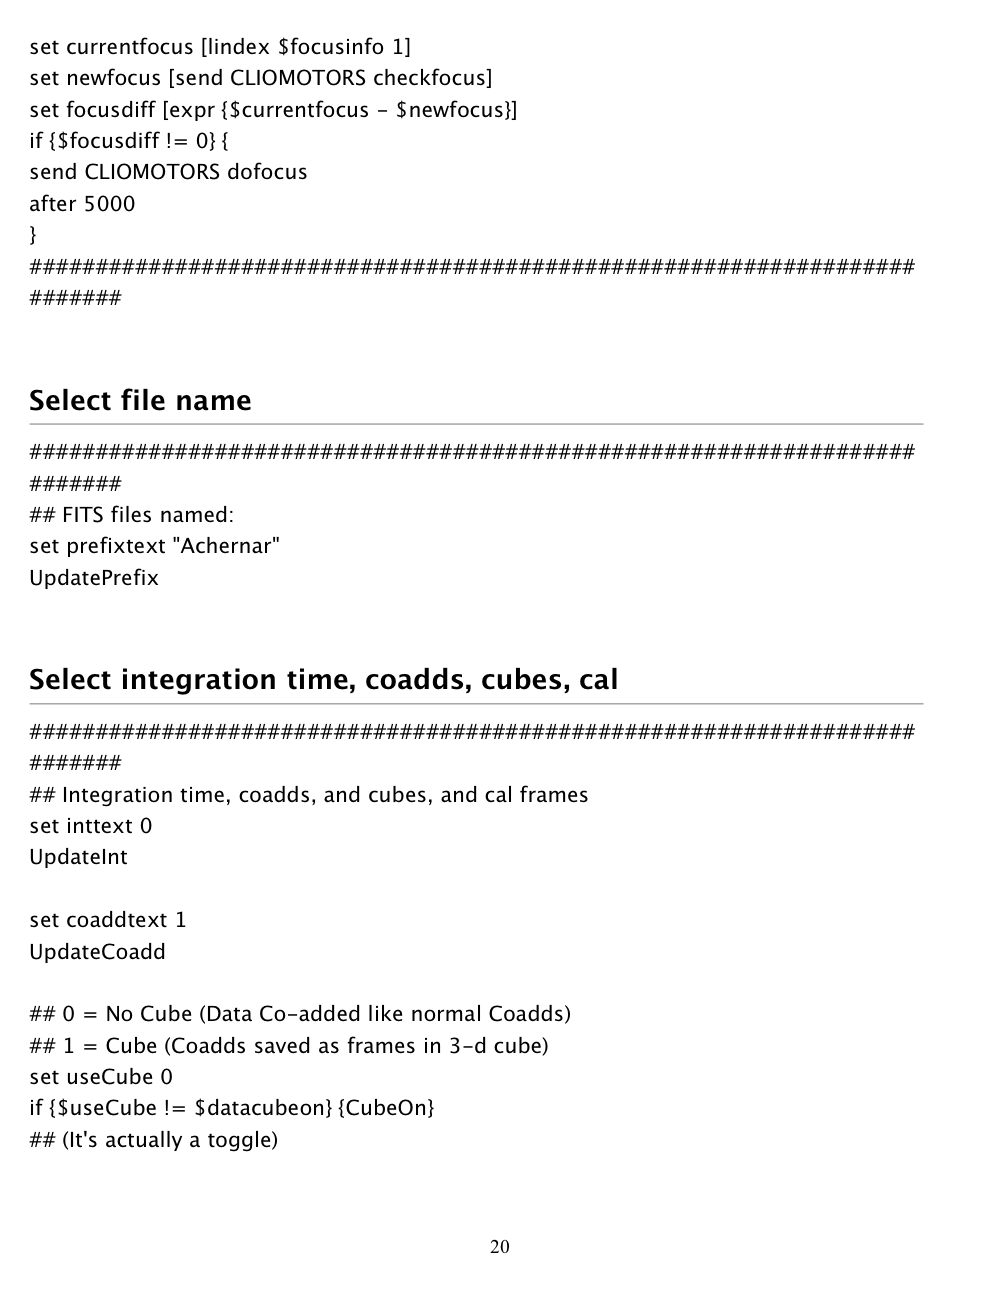 set currentfocus [lindex $focusinfo 1]
set newfocus [send CLIOMOTORS checkfocus]
set focusdiff [expr {$currentfocus - $newfocus}]
if {$focusdiff != 0} {
send CLIOMOTORS dofocus
after 5000
}
###################################################################
#######
Select file name
###################################################################
#######
## FITS files named:
set prefixtext "Achernar"
UpdatePrefix
Select integration time, coadds, cubes, cal
###################################################################
#######
## Integration time, coadds, and cubes, and cal frames
set inttext 0
UpdateInt
set coaddtext 1
UpdateCoadd
## 0 = No Cube (Data Co-added like normal Coadds)
## 1 = Cube (Coadds saved as frames in 3-d cube)
set useCube 0
if {$useCube != $datacubeon} {CubeOn}
## (It's actually a toggle)
20